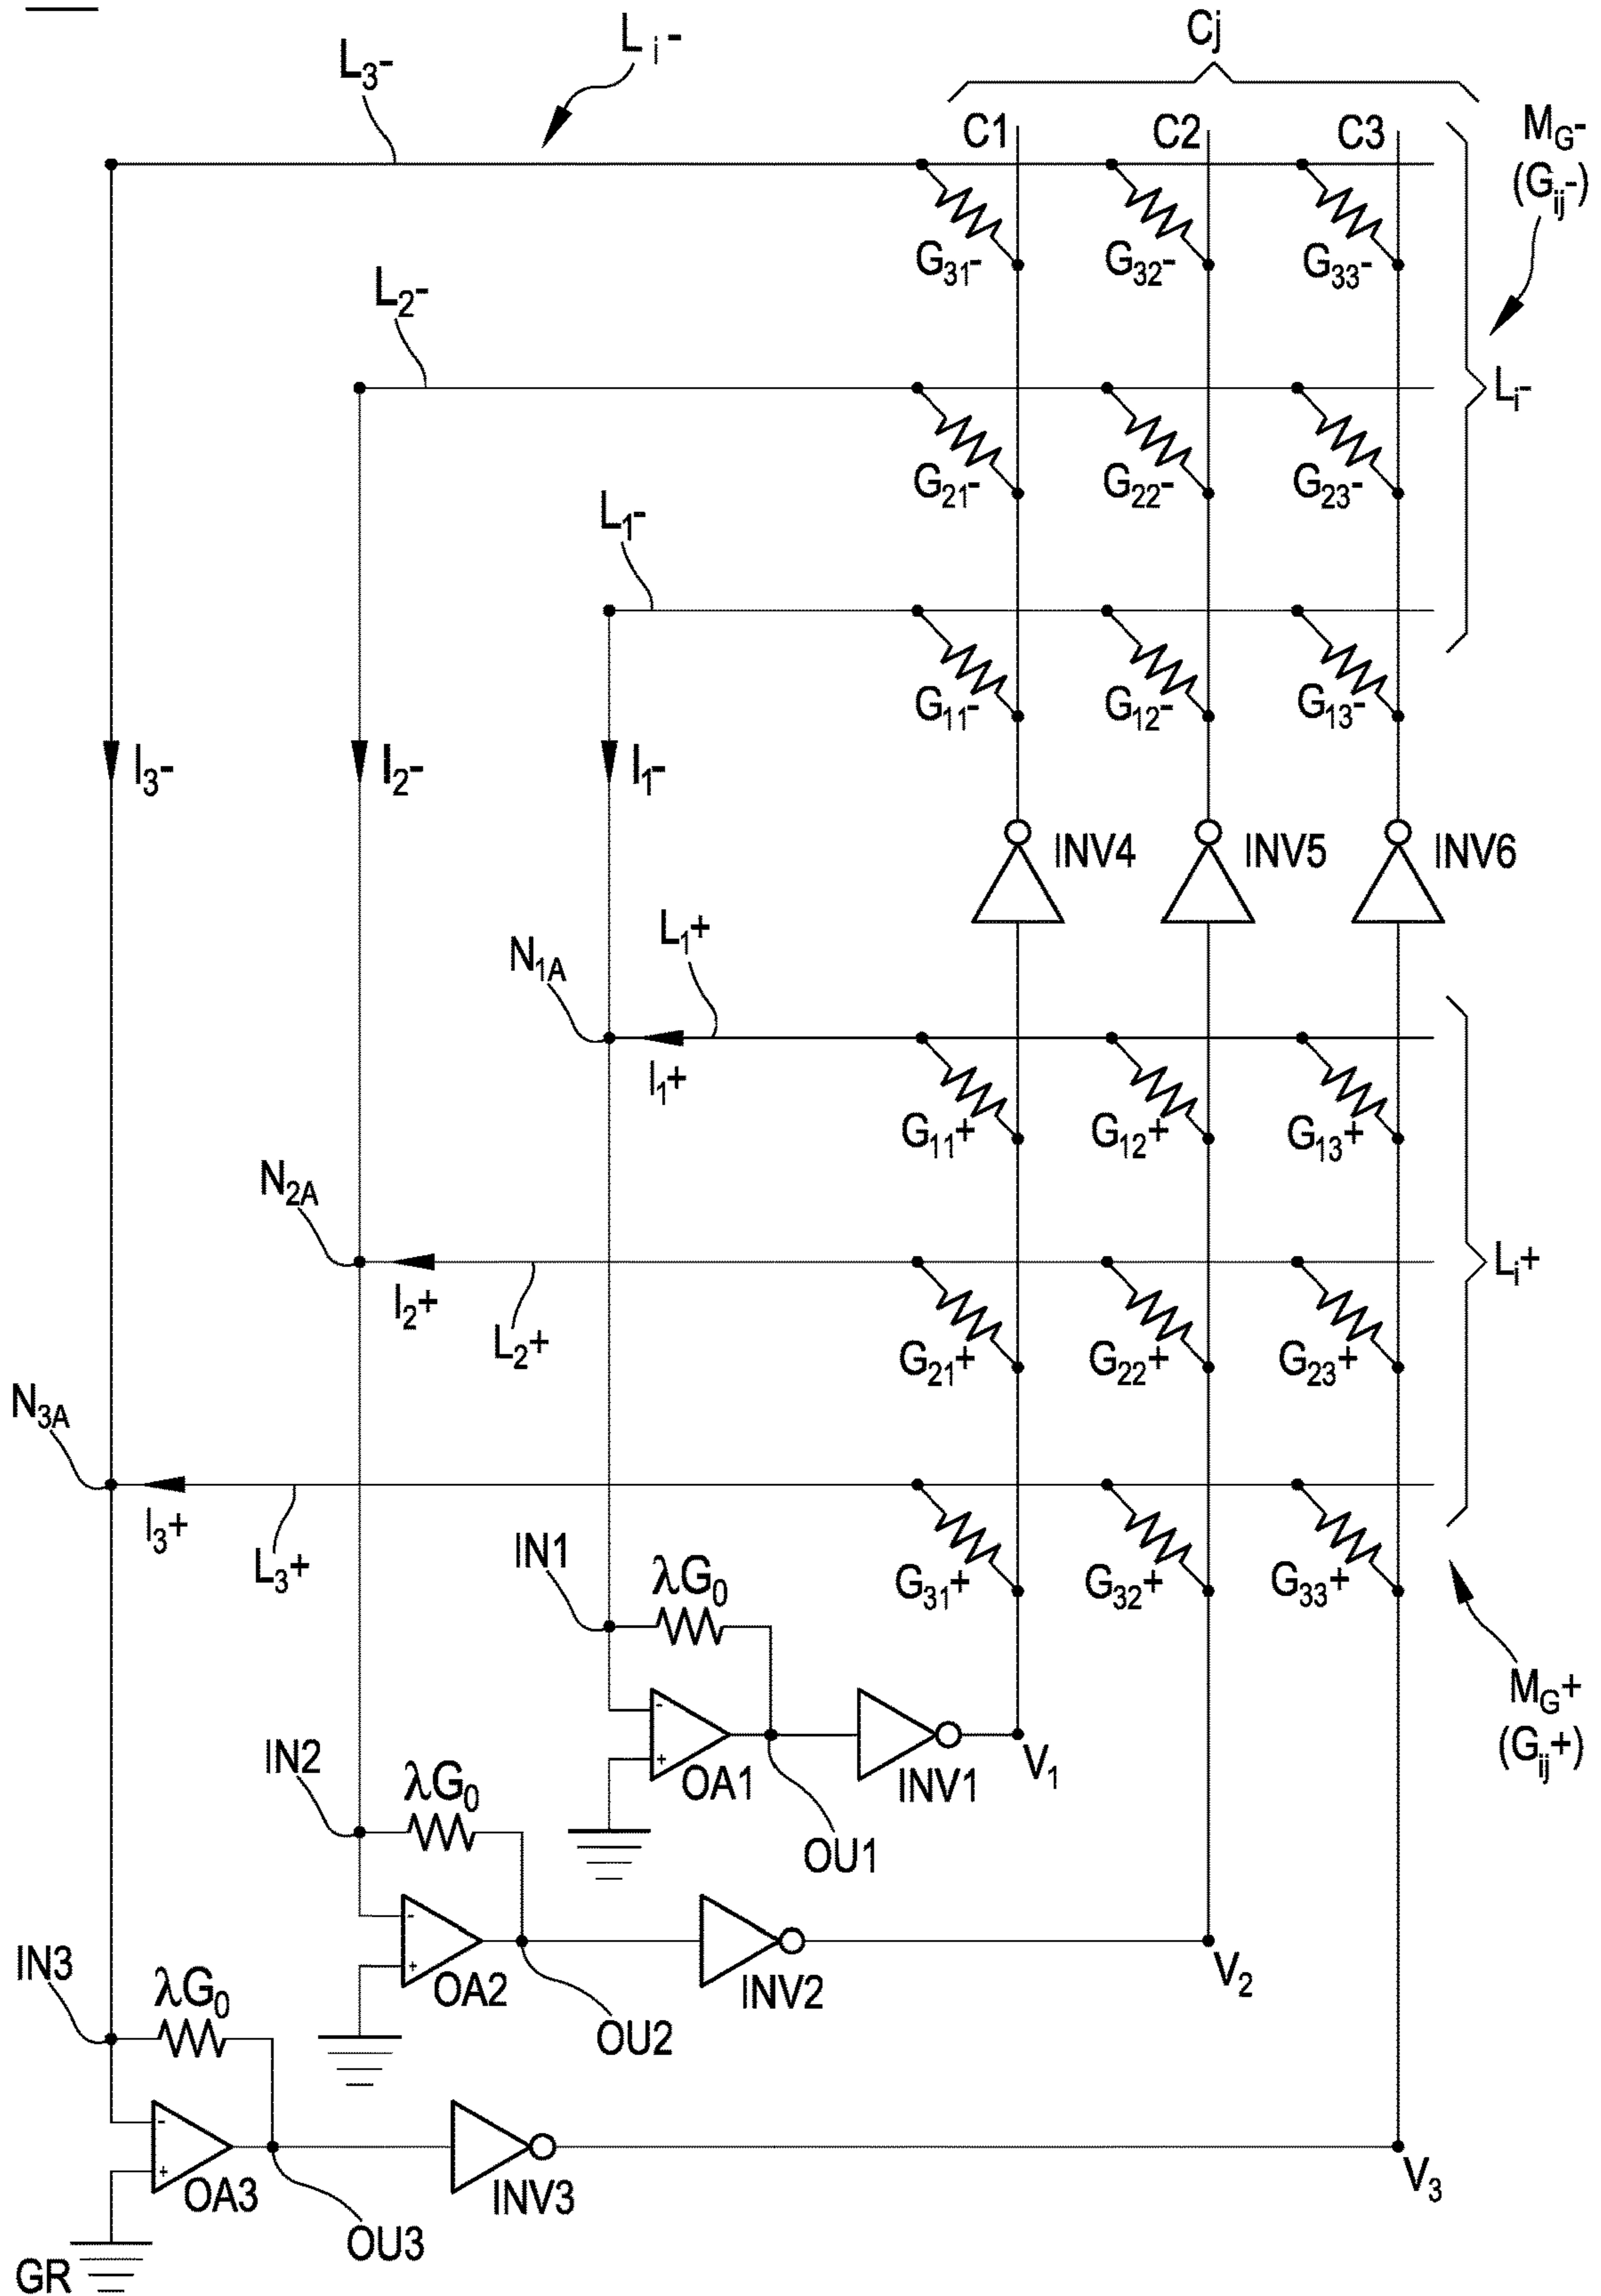 Cj
L i -
L3-
C1 C2 C3
MG-
(Gij-)
G31- G32- G33-
L2-
Li-
G21- G22- G23-
L1-
G11- G12- G13-
I3- I2- I1-
INV4 INV5 INV6
L1+
N1A
I1+
G11+ G12+ G13+
N2A
Li+
I2+
L2+
G21+ G22+ G23+
N3A
I3+
L3+
IN1
λG0
G31+ G32+ G33+
-
+
OA1
INV1
V1
MG+
(Gij+)
IN2
λG0
OU1
-
+
OA2
INV2
V2
IN3
λG0
OU2
-
+
OA3
INV3
V3
OU3
GR